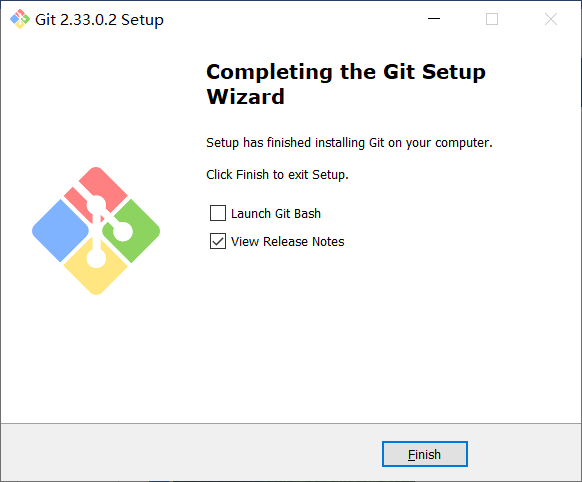 Git 2.33.0.2 Setup
Completing the Git Setup
Wizard
Setup has finished installing Git on your computer.
Click Finish to exit Setup.
Launch Git Bash
View Release Notes
Finish